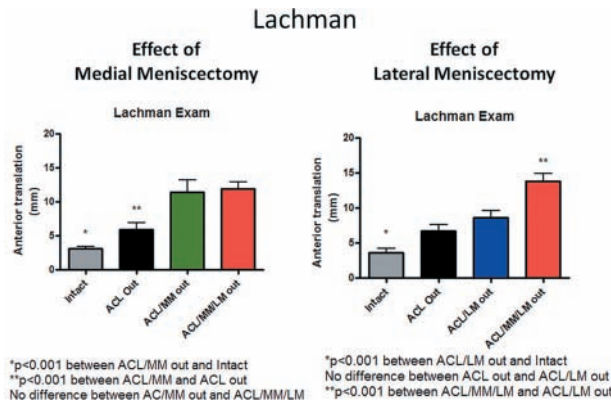 Lachman
Effect of
Medial Meniscectomy
Lachman Exam
Anterior translation
(mm)
20
15
10
5
0
*
**
Intact
ACL Out
ACL/MM out
ACL/MM/LM out
*p<0.001 between ACL/MM out and Intact
**p<0.001 between ACL/MM and ACL out
No difference between AC/MM out and ACL/MM/LM
Effect of
Lateral Meniscectomy
Lachman Exam
Anterior translation
(mm)
20
15
10
5
0
*
**
Intact
ACL Out
ACL/LM out
ACL/MM/LM out
*p<0.001 between ACL/LM out and Intact
No difference between ACL out and ACL/LM out
**p<0.001 between ACL/MM/LM and ACL/LM out